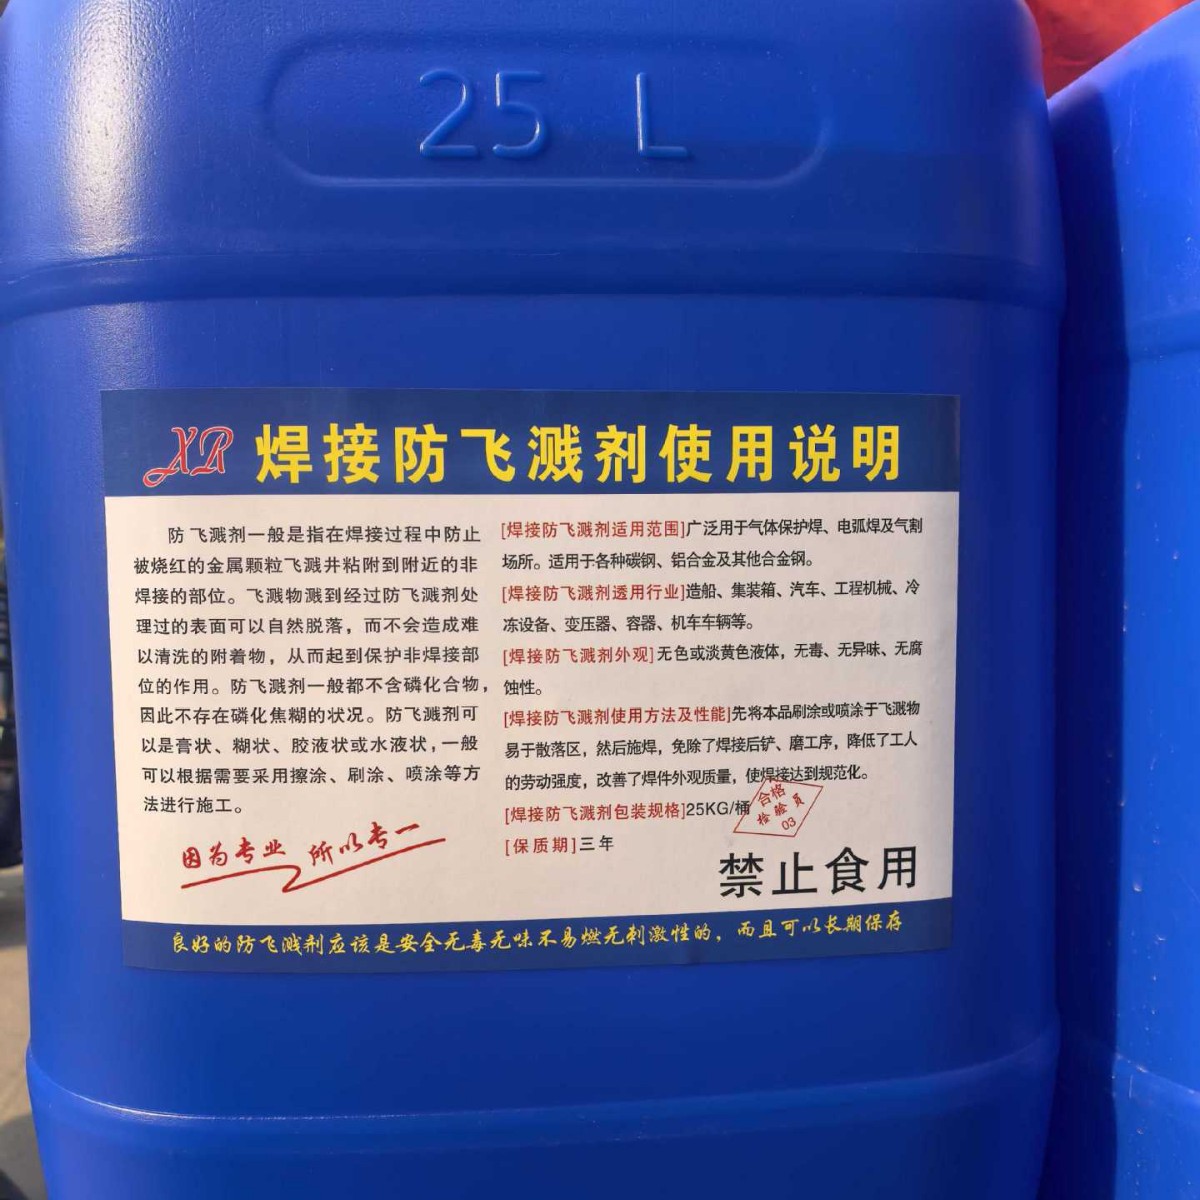 25 L
XR 焊接防飞溅剂使用说明
防飞溅剂一般是指在焊接过程中防止
被烧红的金属颗粒飞溅井粘附到附近的非
焊接的部位。飞溅物溅到经过防飞溅剂处
理过的表面可以自然脱落，而不会造成难
以清洗的附着物，从而起到保护非焊接部
位的作用。防飞溅剂一般都不含磷化合物，
因此不存在磷化焦糊的状况。防飞溅剂可
以是膏状、糊状、胶液状或水液状，一般
可以根据需要采用擦涂、刷涂、喷涂等方
法进行施工。
因为专业 所以专一
[焊接防飞溅剂适用范围]广泛用于气体保护焊、电弧焊及气割
场所。适用于各种碳钢、铝合金及其他合金钢。
[焊接防飞溅剂透用行业]造船、集装箱、汽车、工程机械、冷
冻设备、变压器、容器、机车车辆等。
[焊接防飞溅剂外观]无色或淡黄色液体，无毒、无异味、无腐
蚀性。
[焊接防飞溅剂使用方法及性能]先将本品刷涂或喷涂于飞溅物
易于散落区，然后施焊，免除了焊接后铲、磨工序，降低了工人
的劳动强度，改善了焊件外观质量，使焊接达到规范化。
[焊接防飞溅剂包装规格]25KG/桶
合格
检验员
03
[保质期]三年
禁止食用
良好的防飞溅剂应该是安全无毒无味不易燃无刺激性的，而且可以长期保存